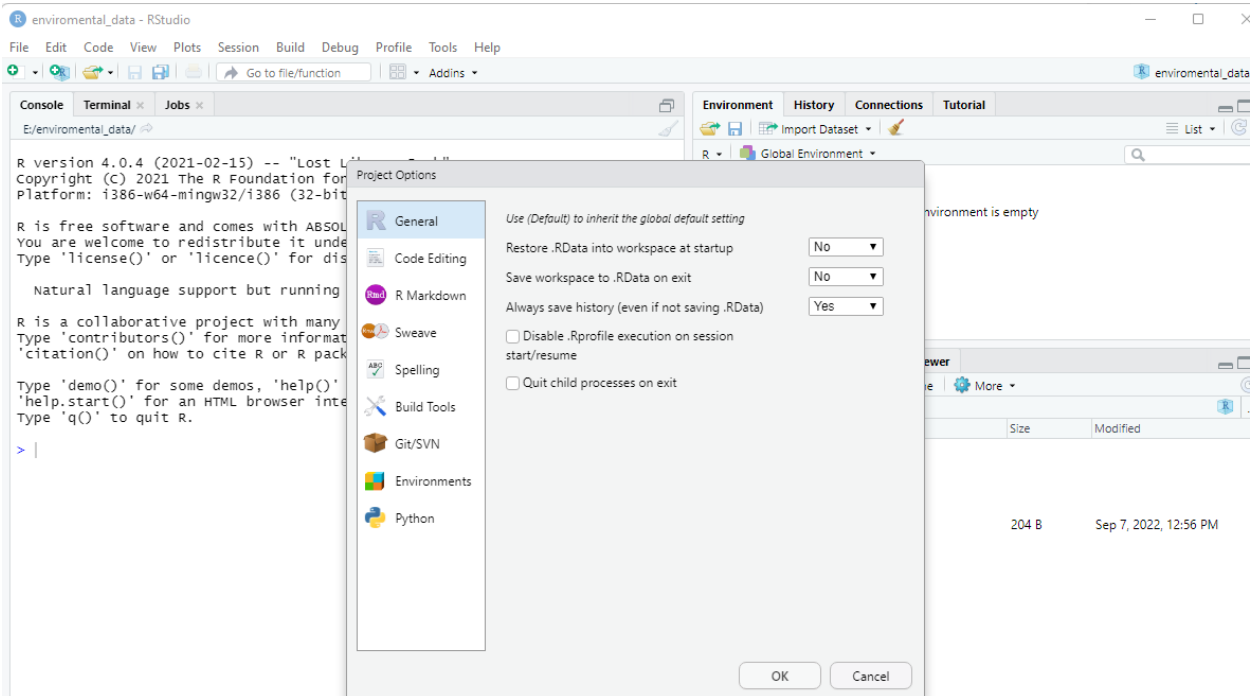 enviromental_data - RStudio
File Edit Code View Plots Session Build Debug Profile Tools Help
Go to file/function Addins enviromental_data
Console Terminal Jobs
E:/enviromental_data/
R version 4.0.4 (2021-02-15) -- "Lost
Copyright (C) 2021 The R Foundation for
Platform: i386-w64-mingw32/i386 (32-bit
R is free software and comes with ABSOL
You are welcome to redistribute it unde
Type 'license()' or 'licence()' for dis
Natural language support but running
R is a collaborative project with many
Type 'contributors()' for more informat
'citation()' on how to cite R or R pack
Type 'demo()' for some demos, 'help()'
'help.start()' for an HTML browser inte
Type 'q()' to quit R.
>
Environment History Connections Tutorial
Import Dataset List
R Global Environment
nvironment is empty
Project Options
General
Code Editing
R Markdown
Sweave
Spelling
Build Tools
Git/SVN
Environments
Python
Use (Default) to inherit the global default setting
Restore .RData into workspace at startup No
Save workspace to .RData on exit No
Always save history (even if not saving .RData) Yes
Disable .Rprofile execution on session
start/resume
Quit child processes on exit
OK Cancel
ewer
More
Size Modified
204 B Sep 7, 2022, 12:56 PM